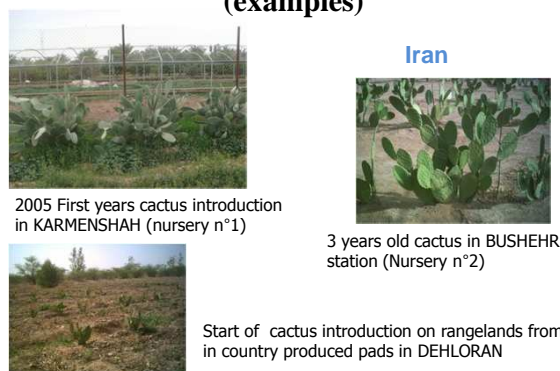 (examples)
Iran
2005 First years cactus introduction
in KARMENSHAH (nursery n°1)
3 years old cactus in BUSHEHR
station (Nursery n°2)
Start of  cactus introduction on rangelands from
in country produced pads in DEHLORAN